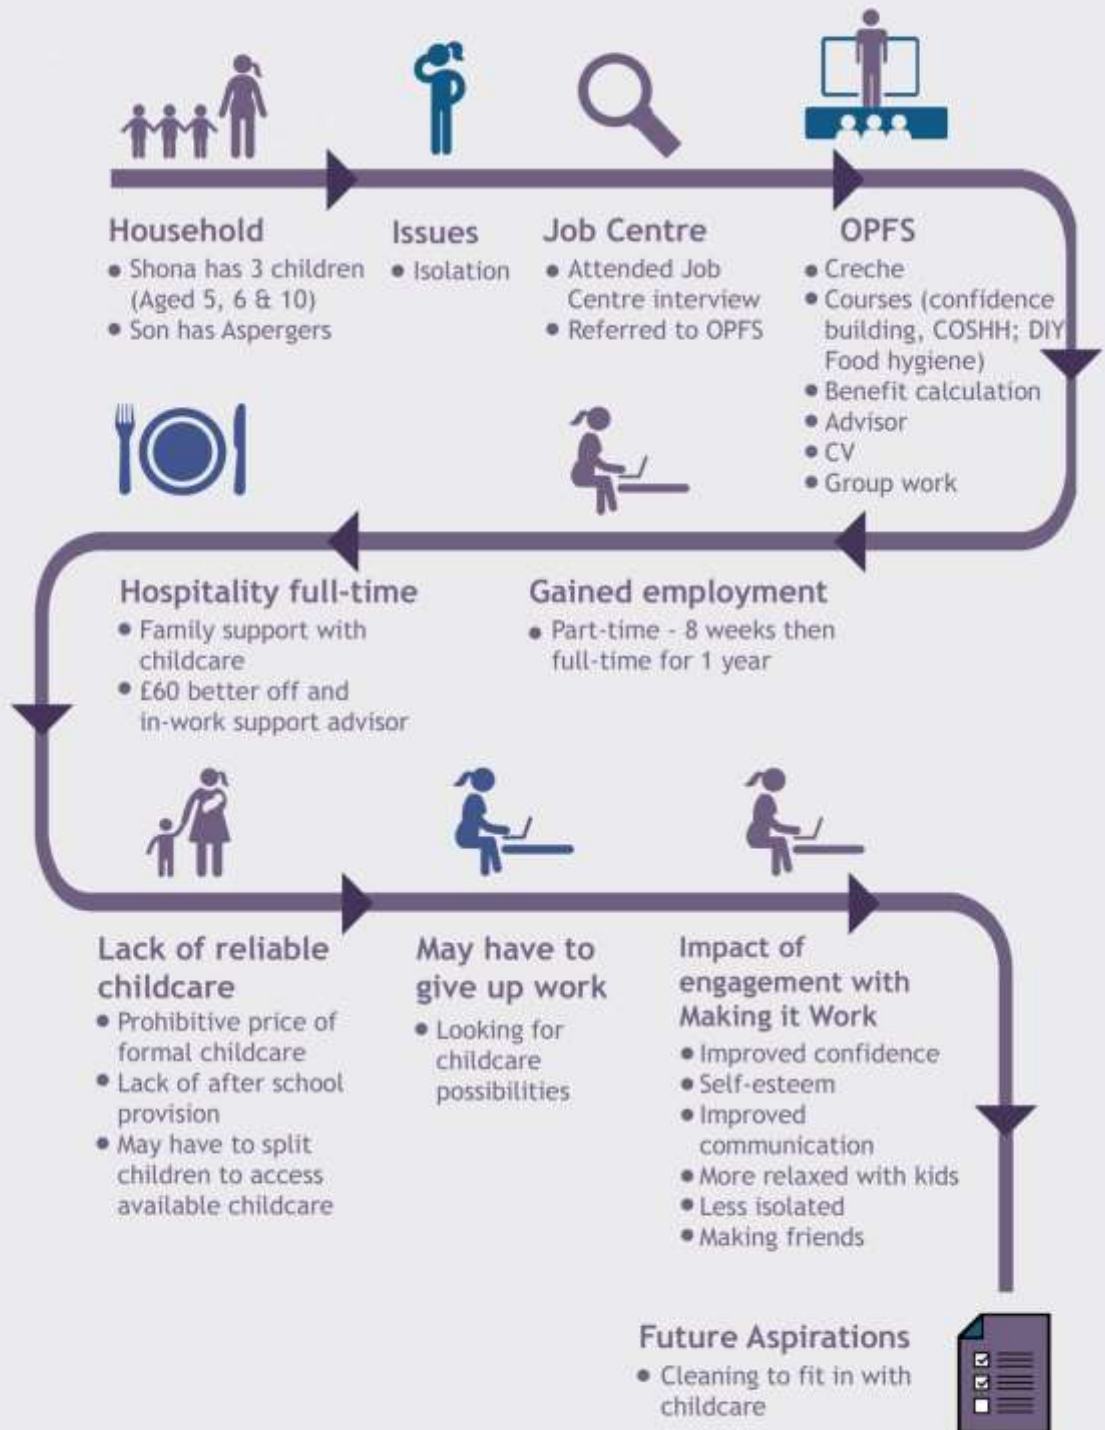 Household
• Shona has 3 children
(Aged 5, 6 & 10)
• Son has Aspergers
Issues
• Isolation
Job Centre
• Attended Job
Centre interview
• Referred to OPFS
OPFS
• Creche
• Courses (confidence
building, COSHH; DIY
Food hygiene)
• Benefit calculation
• Advisor
• CV
• Group work
Gained employment
• Part-time - 8 weeks then
full-time for 1 year
Hospitality full-time
• Family support with
childcare
• £60 better off and
in-work support advisor
Lack of reliable
childcare
• Prohibitive price of
formal childcare
• Lack of after school
provision
• May have to split
children to access
available childcare
May have to
give up work
• Looking for
childcare
possibilities
Impact of
engagement with
Making it Work
• Improved confidence
• Self-esteem
• Improved
communication
• More relaxed with kids
• Less isolated
• Making friends
Future Aspirations
• Cleaning to fit in with
childcare